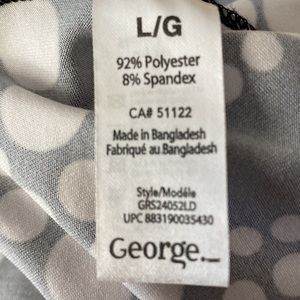 L/G
92% Polyester
8% Spandex
CA# 51122
Made in Bangladesh
Fabriqué au Bangladesh
Style/Modèle
GRS24052LD
UPC 883190035430
George._